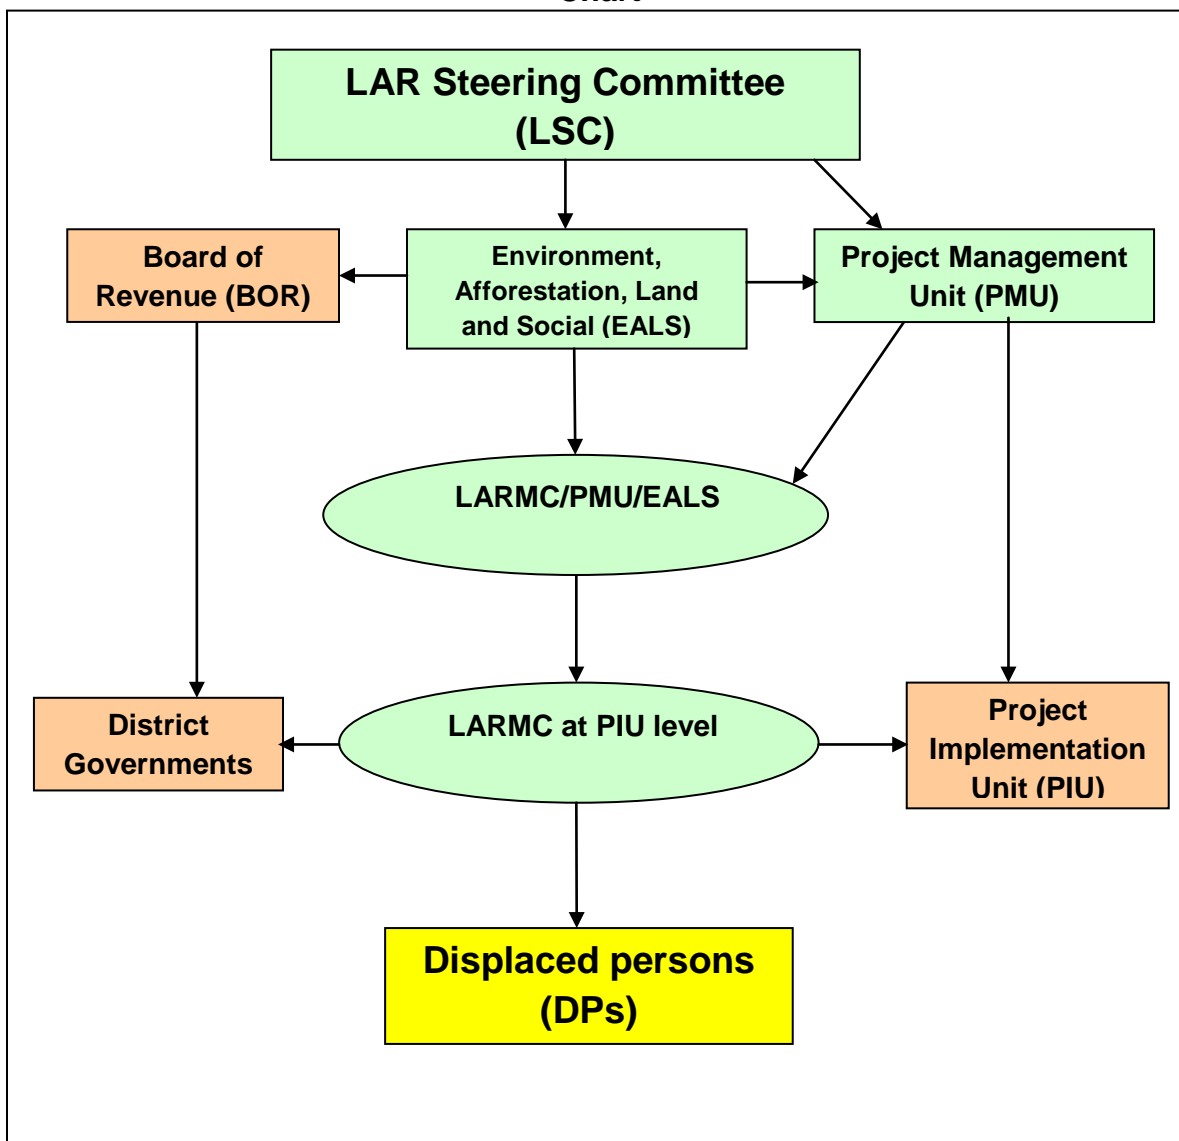 Chart
LAR Steering Committee
(LSC)
Board of
Revenue (BOR)
Environment,
Afforestation, Land
and Social (EALS)
Project Management
Unit (PMU)
LARMC/PMU/EALS
District
Governments
LARMC at PIU level
Project
Implementation
Unit (PIU)
Displaced persons
(DPs)